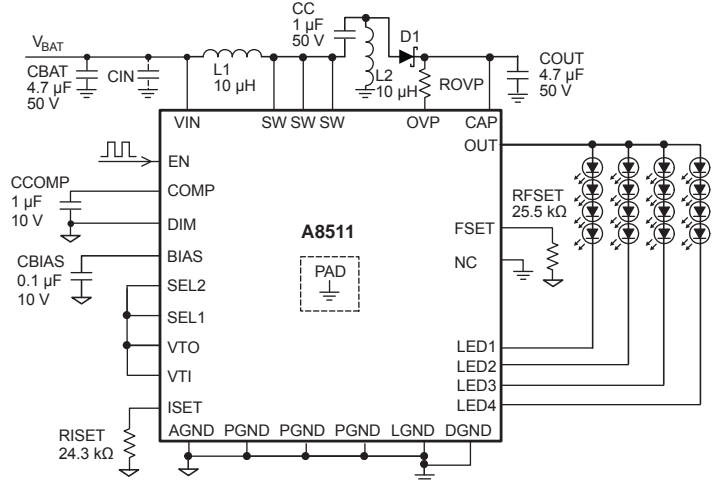 CC
1 µF
50 V
D1
V_BAT
CBAT
4.7 µF
50 V
CIN
L1
10 µH
L2
10 µH
ROVP
COUT
4.7 µF
50 V
VIN
SW SW SW
OVP
CAP
OUT
EN
CCOMP
1 µF
10 V
COMP
DIM
RFSET
25.5 kΩ
A8511
FSET
CBIAS
0.1 µF
10 V
BIAS
PAD
NC
SEL2
SEL1
VTO
VTI
LED1
LED2
LED3
LED4
ISET
RISET
24.3 kΩ
AGND PGND PGND PGND LGND DGND